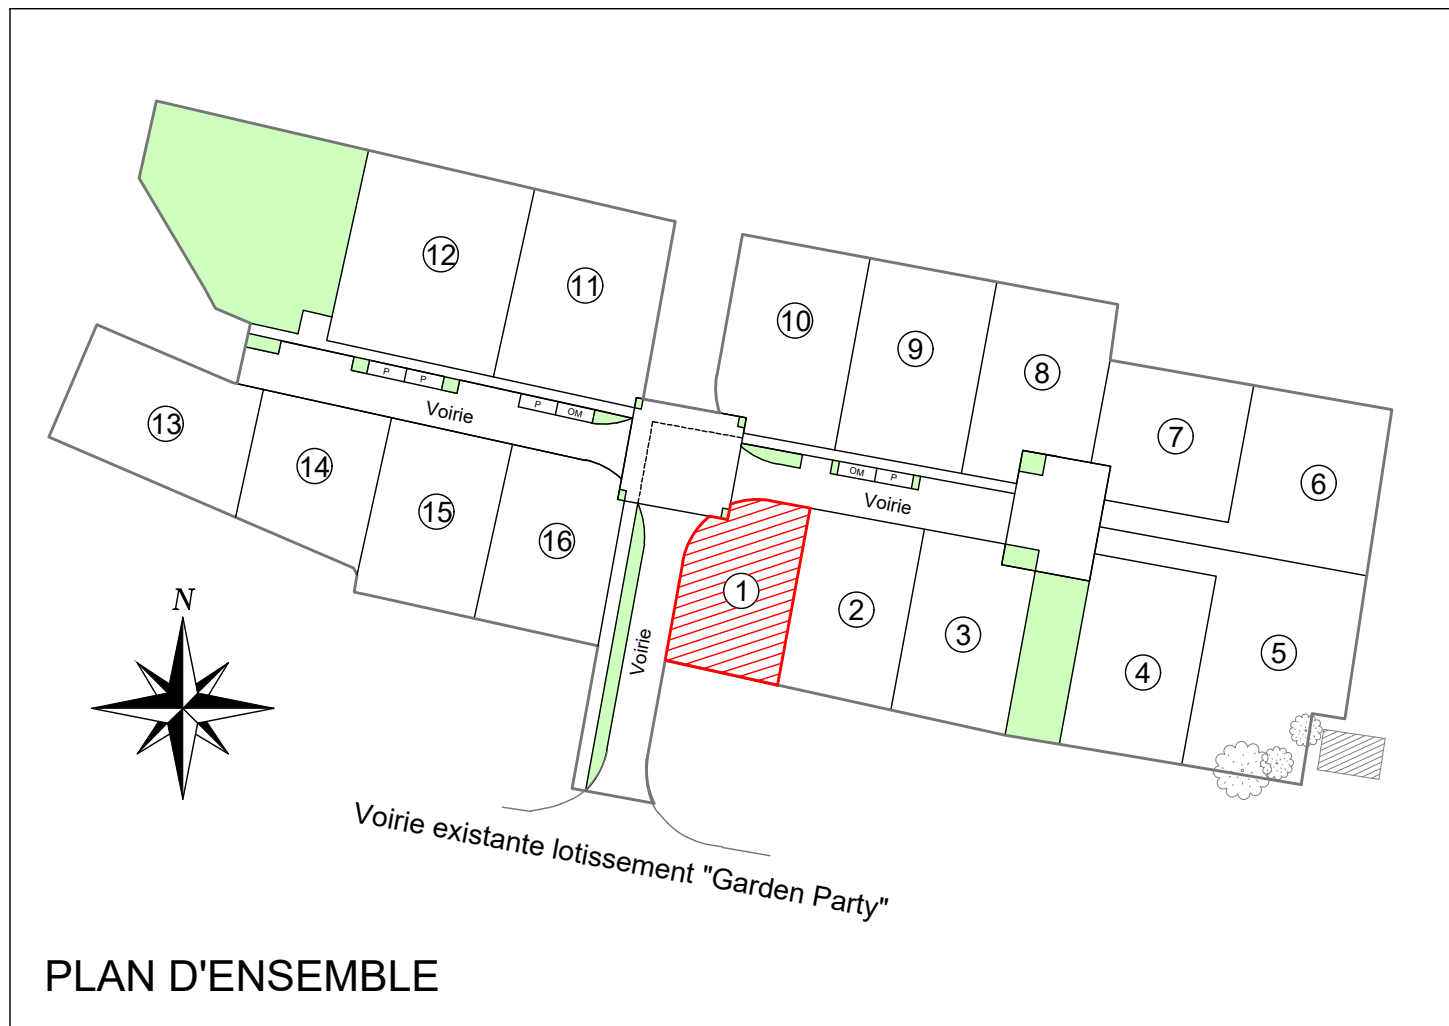 12
11
10
9
8
7
6
P
P
P
OM
Voirie
13
14
15
16
OM
P
Voirie
1
2
3
4
5
Voirie
N
Voirie existante lotissement "Garden Party"
PLAN D'ENSEMBLE